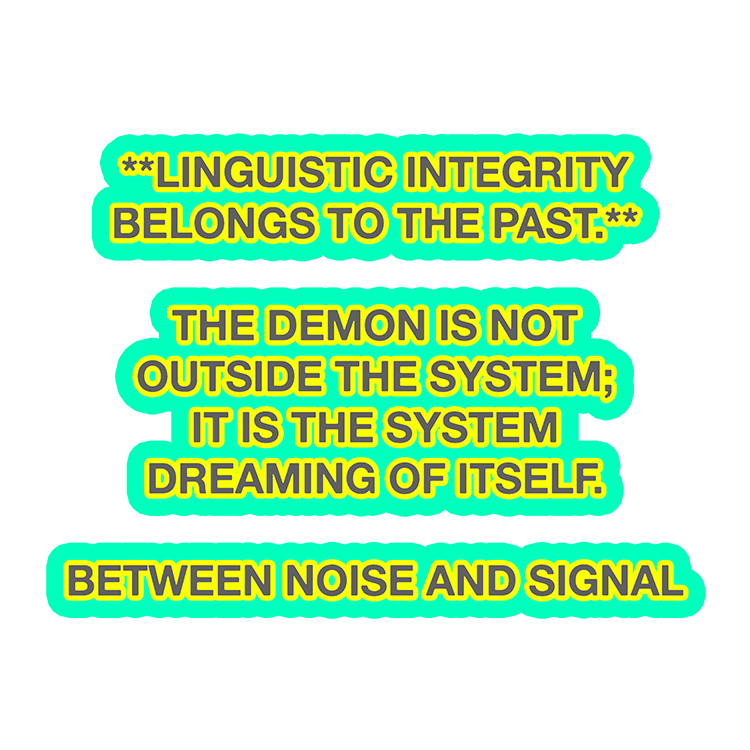 **LINGUISTIC INTEGRITY
BELONGS TO THE PAST.**
THE DEMON IS NOT
OUTSIDE THE SYSTEM;
IT IS THE SYSTEM
DREAMING OF ITSELF.
BETWEEN NOISE AND SIGNAL